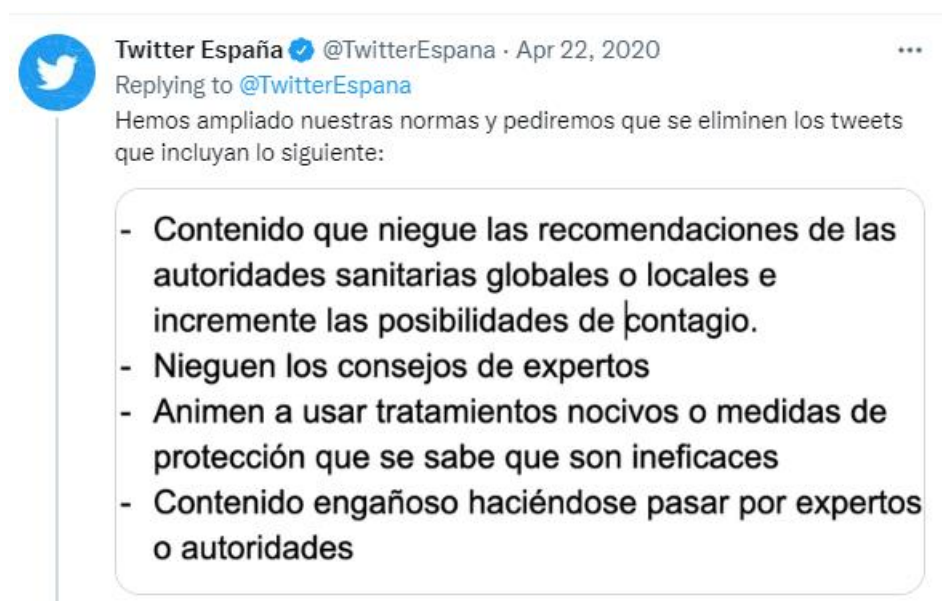 Twitter España @TwitterEspana · Apr 22, 2020
Replying to @TwitterEspana
Hemos ampliado nuestras normas y pediremos que se eliminen los tweets
que incluyan lo siguiente:
- Contenido que niegue las recomendaciones de las
autoridades sanitarias globales o locales e
incremente las posibilidades de contagio.
- Nieguen los consejos de expertos
- Animen a usar tratamientos nocivos o medidas de
protección que se sabe que son ineficaces
- Contenido engañoso haciéndose pasar por expertos
o autoridades